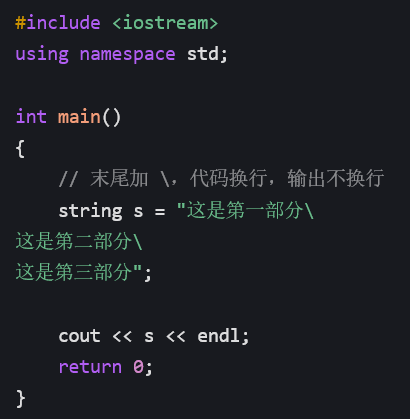 #include <iostream>
using namespace std;
int main()
{
// 末尾加 \，代码换行，输出不换行
string s = "这是第一部分\
这是第二部分\
这是第三部分";
cout << s << endl;
return 0;
}